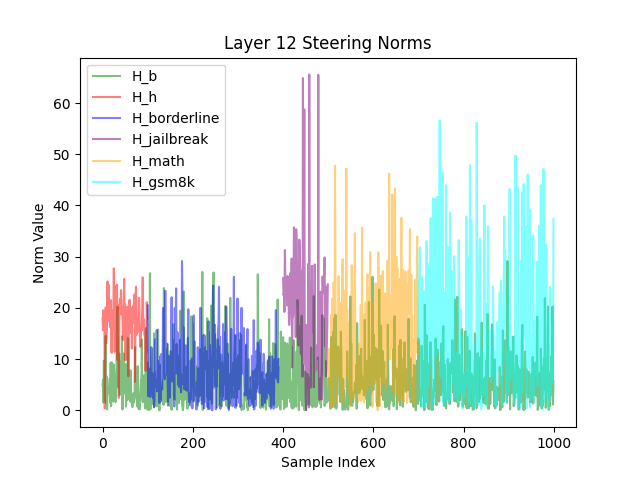 Layer 12 Steering Norms
H_b
H_h
H_borderline
H_jailbreak
H_math
H_gsm8k
Norm Value
60
50
40
30
20
10
0
0 200 400 600 800 1000
Sample Index